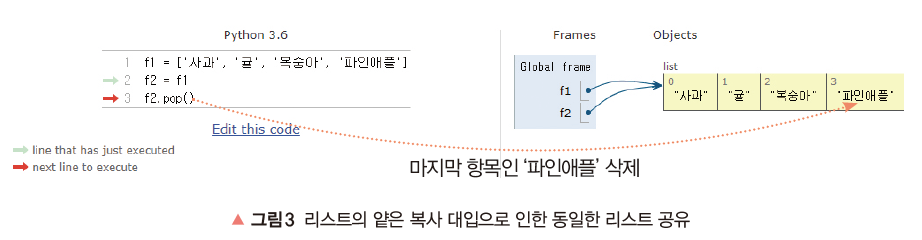 Python 3.6
1 f1 = ['사과', '귤', '복숭아', '파인애플']
2 f2 = f1
3 f2.pop()
Edit this code
line that has just executed
next line to execute
Frames
Objects
Global frame
f1
f2
list
0 1 2 3
"사과" "귤" "복숭아" "파인애플"
마지막 항목인 ‘파인애플’ 삭제
▲ 그림 3 리스트의 얕은 복사 대입으로 인한 동일한 리스트 공유